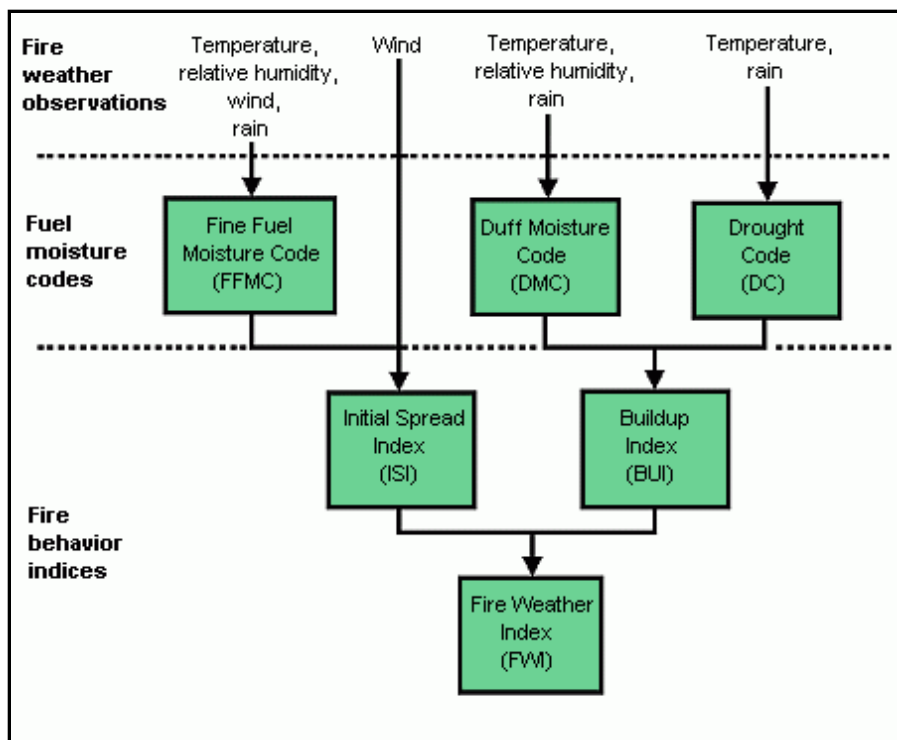 Fire
weather
observations
Temperature,
relative humidity,
wind,
rain
Wind
Temperature,
relative humidity,
rain
Temperature,
rain
Fuel
moisture
codes
Fine Fuel
Moisture Code
(FFMC)
Duff Moisture
Code
(DMC)
Drought
Code
(DC)
Fire
behavior
indices
Initial Spread
Index
(ISI)
Buildup
Index
(BUI)
Fire Weather
Index
(FWI)